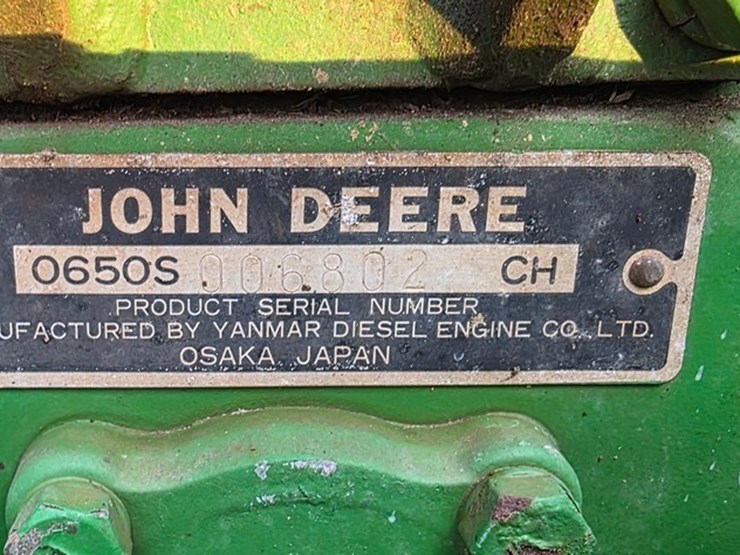 JOHN DEERE
0650S 006802 CH
PRODUCT SERIAL NUMBER
UFACTURED BY YANMAR DIESEL ENGINE CO. LTD.
OSAKA JAPAN